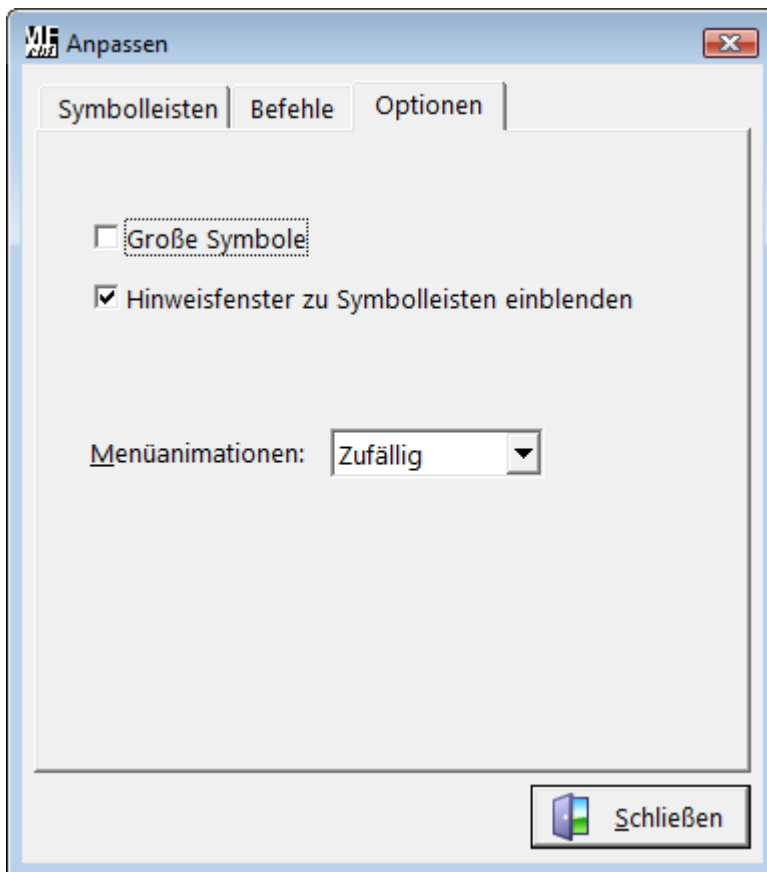 Anpassen
Symbolleisten Befehle Optionen
Große Symbole
Hinweisfenster zu Symbolleisten einblenden
Menüanimationen: Zufällig
Schließen